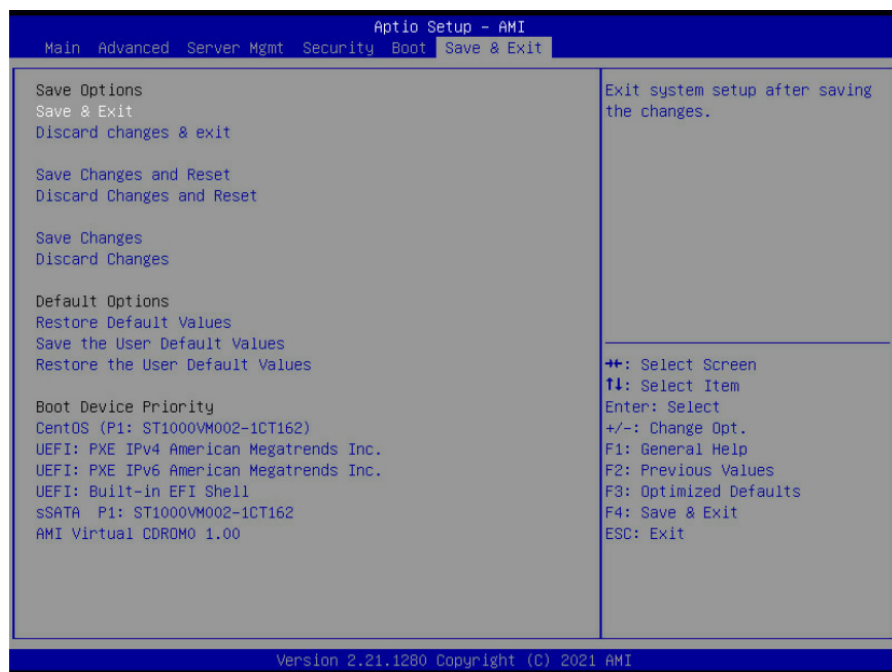 Aptio Setup – AMI
Main Advanced Server Mgmt Security Boot Save & Exit
Save Options
Save & Exit
Discard changes & exit
Save Changes and Reset
Discard Changes and Reset
Save Changes
Discard Changes
Default Options
Restore Default Values
Save the User Default Values
Restore the User Default Values
Boot Device Priority
CentOS (P1: ST1000VM002-1CT162)
UEFI: PXE IPv4 American Megatrends Inc.
UEFI: PXE IPv6 American Megatrends Inc.
UEFI: Built-in EFI Shell
sSATA P1: ST1000VM002-1CT162
AMI Virtual CDROM0 1.00
Exit system setup after saving
the changes.
→←: Select Screen
↑↓: Select Item
Enter: Select
+/-: Change Opt.
F1: General Help
F2: Previous Values
F3: Optimized Defaults
F4: Save & Exit
ESC: Exit
Version 2.21.1280 Copyright (C) 2021 AMI